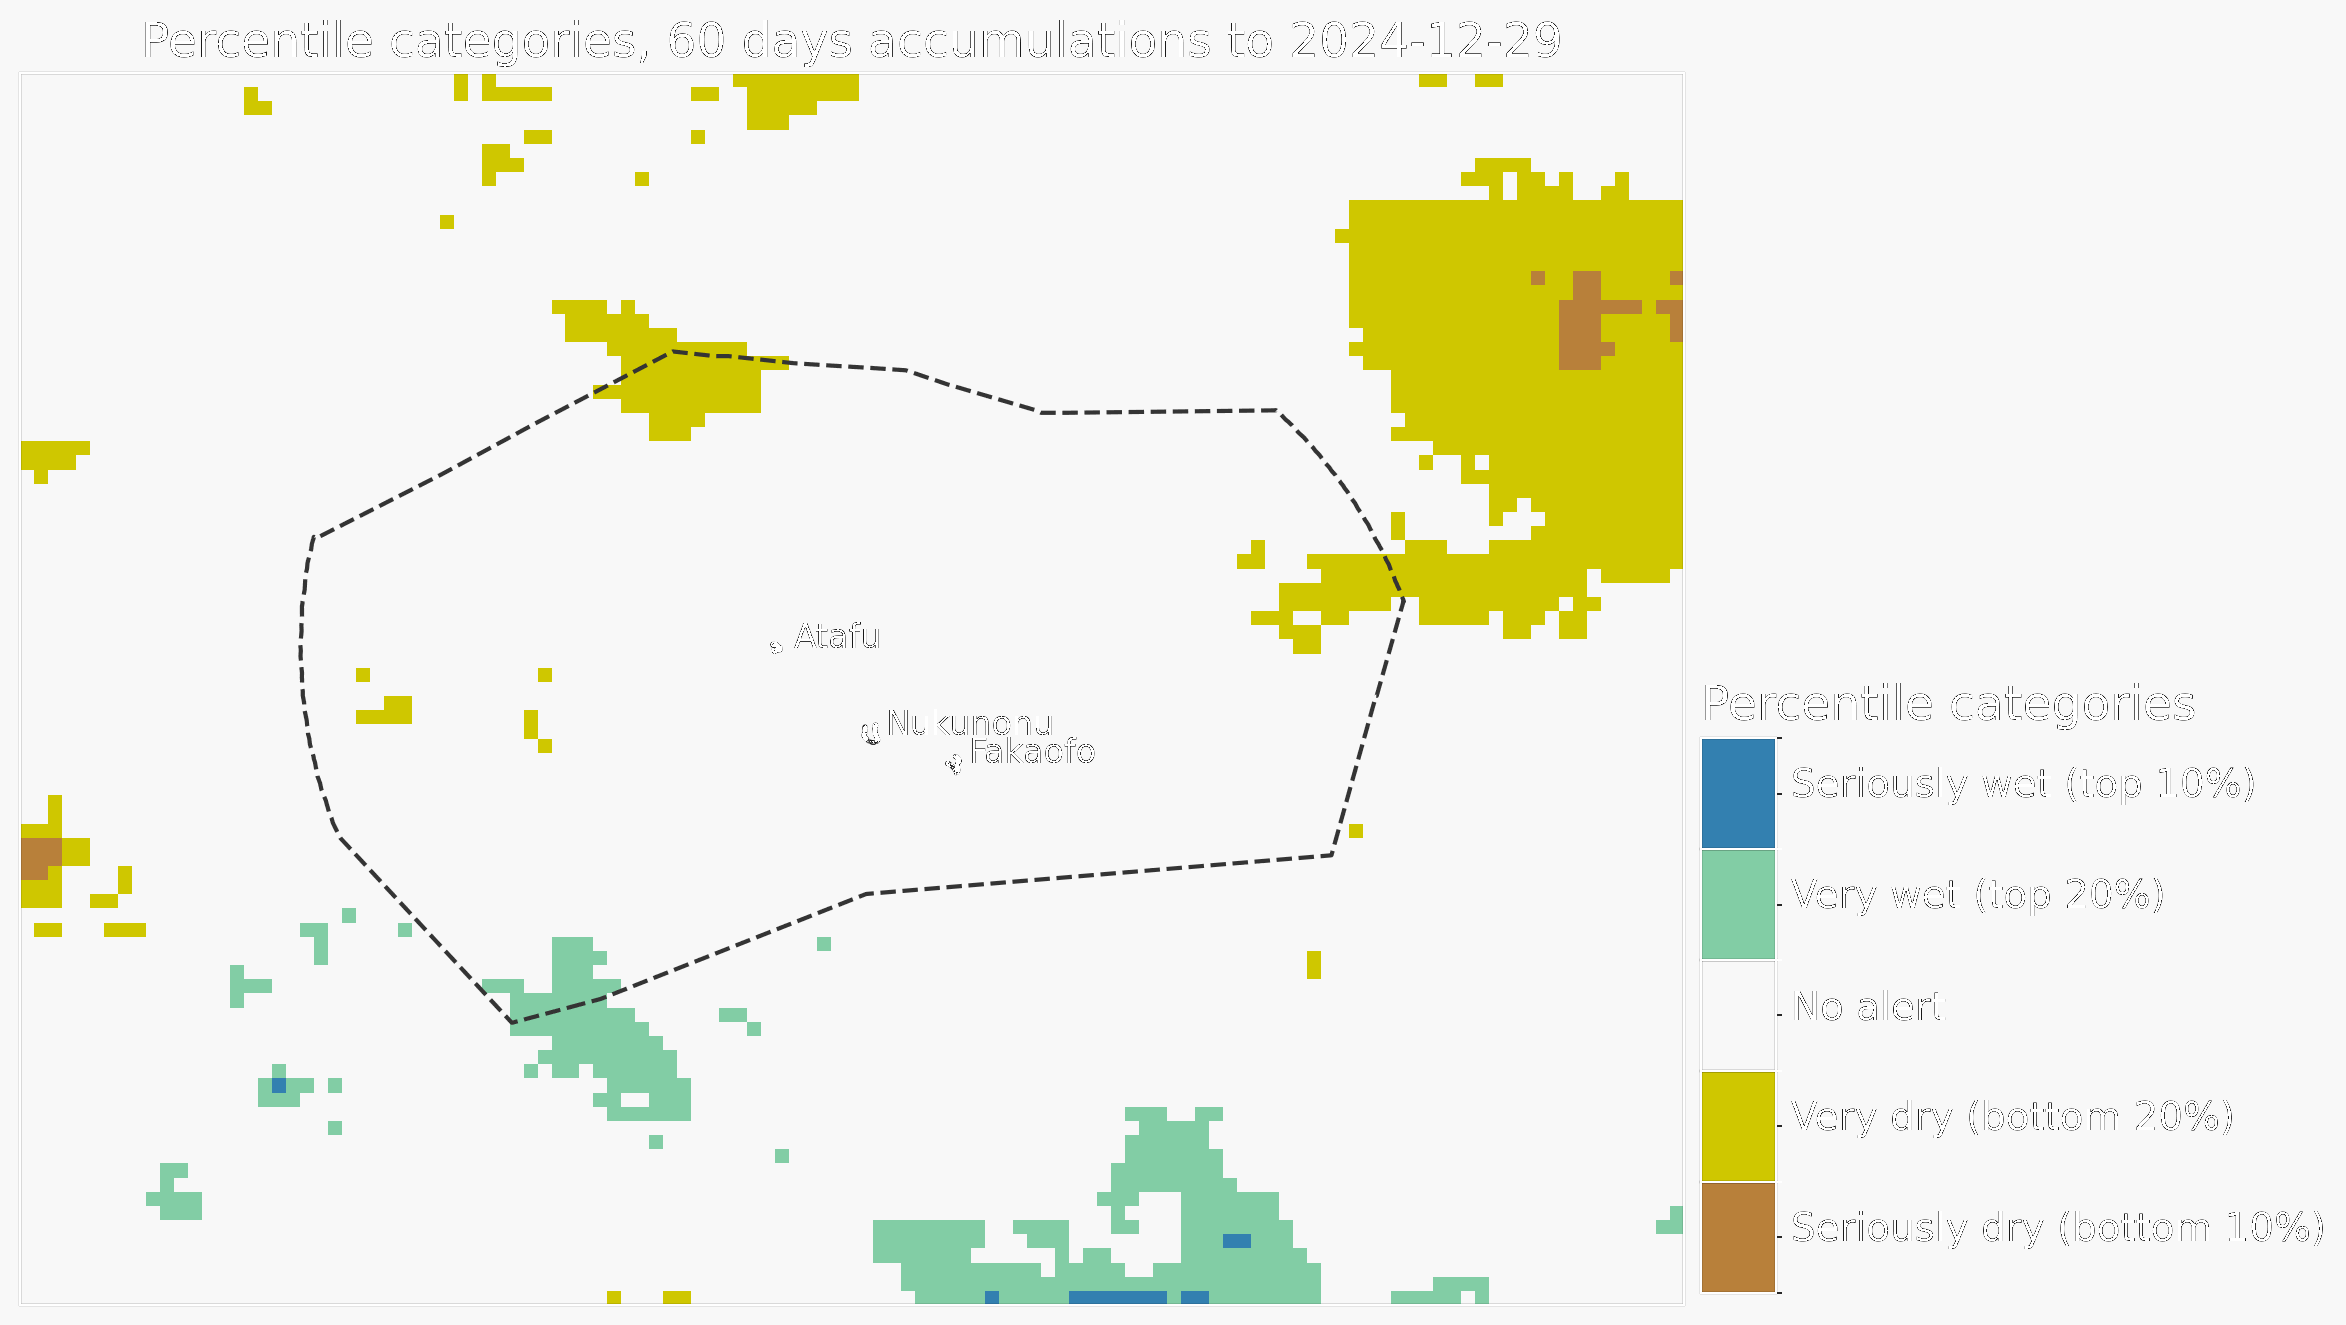 Percentile categories, 60 days accumulations to 2024-12-29
Atafu
Nukunonu
Fakaofo
Percentile categories
Seriously wet (top 10%)
Very wet (top 20%)
No alert
Very dry (bottom 20%)
Seriously dry (bottom 10%)